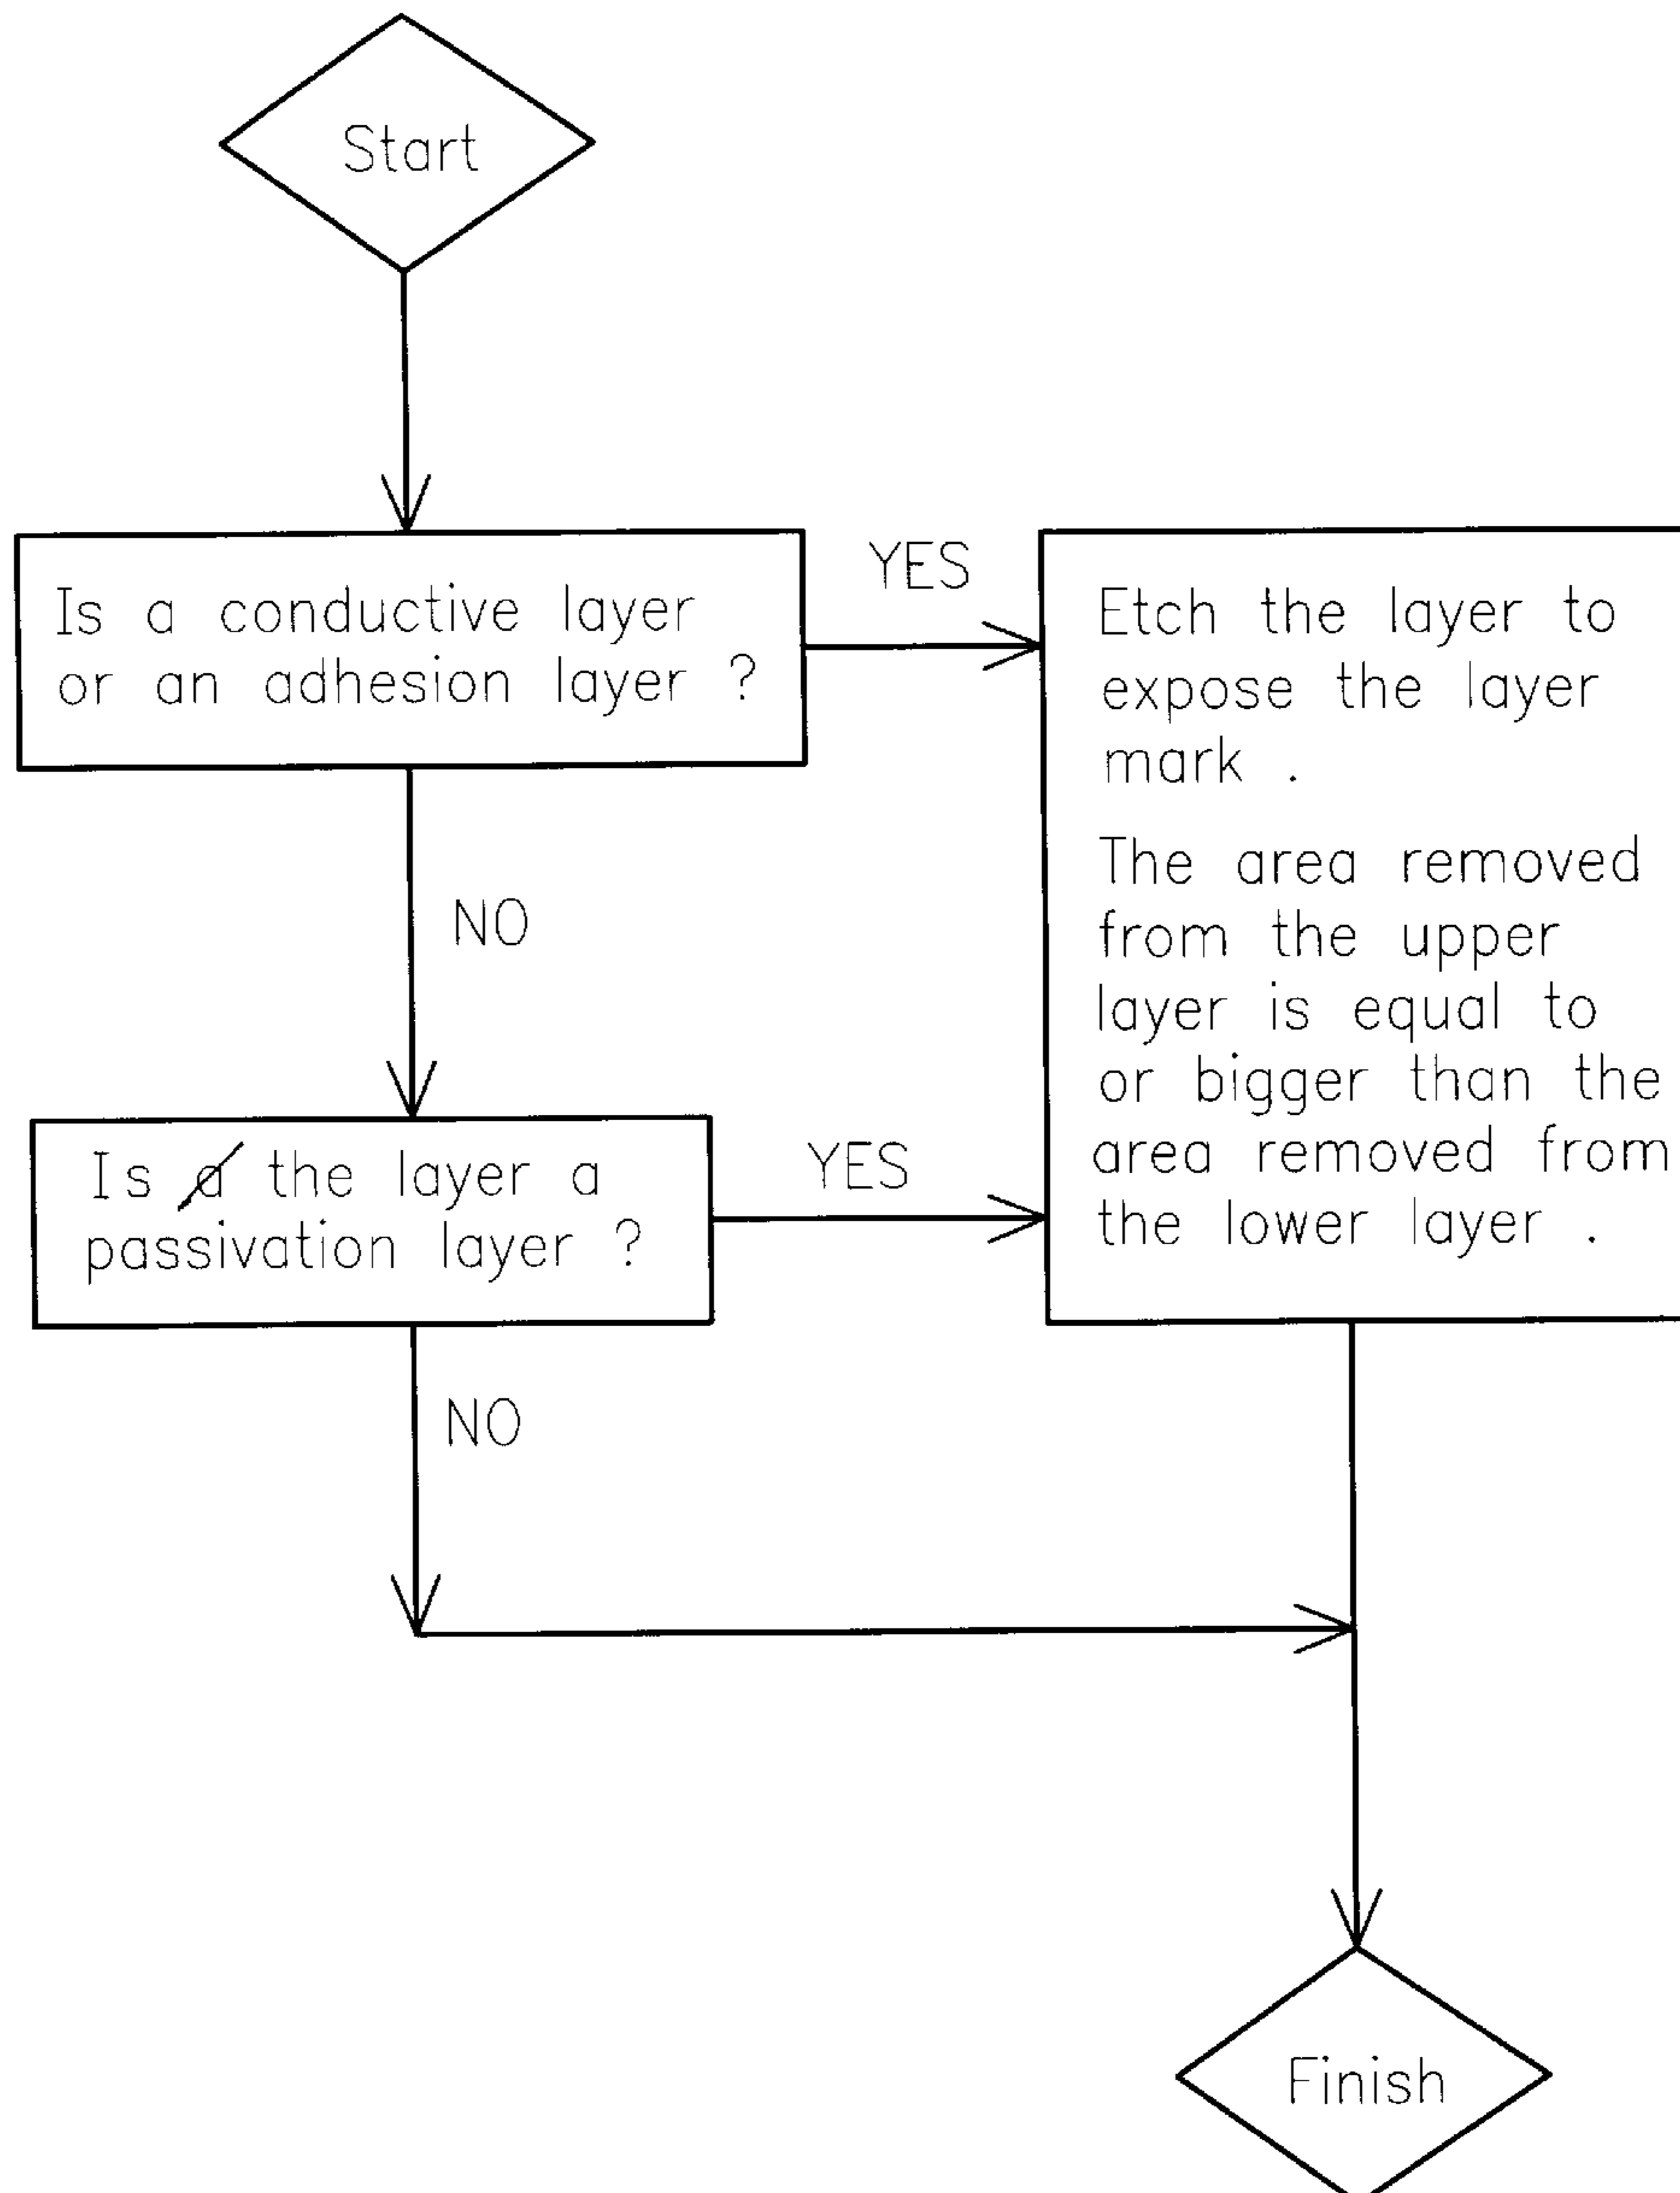 Start
Is a conductive layer
or an adhesion layer ?
YES
Etch the layer to
expose the layer
mark .
The area removed
from the upper
layer is equal to
or bigger than the
area removed from
the lower layer .
NO
Is a the layer a
passivation layer ?
YES
NO
Finish